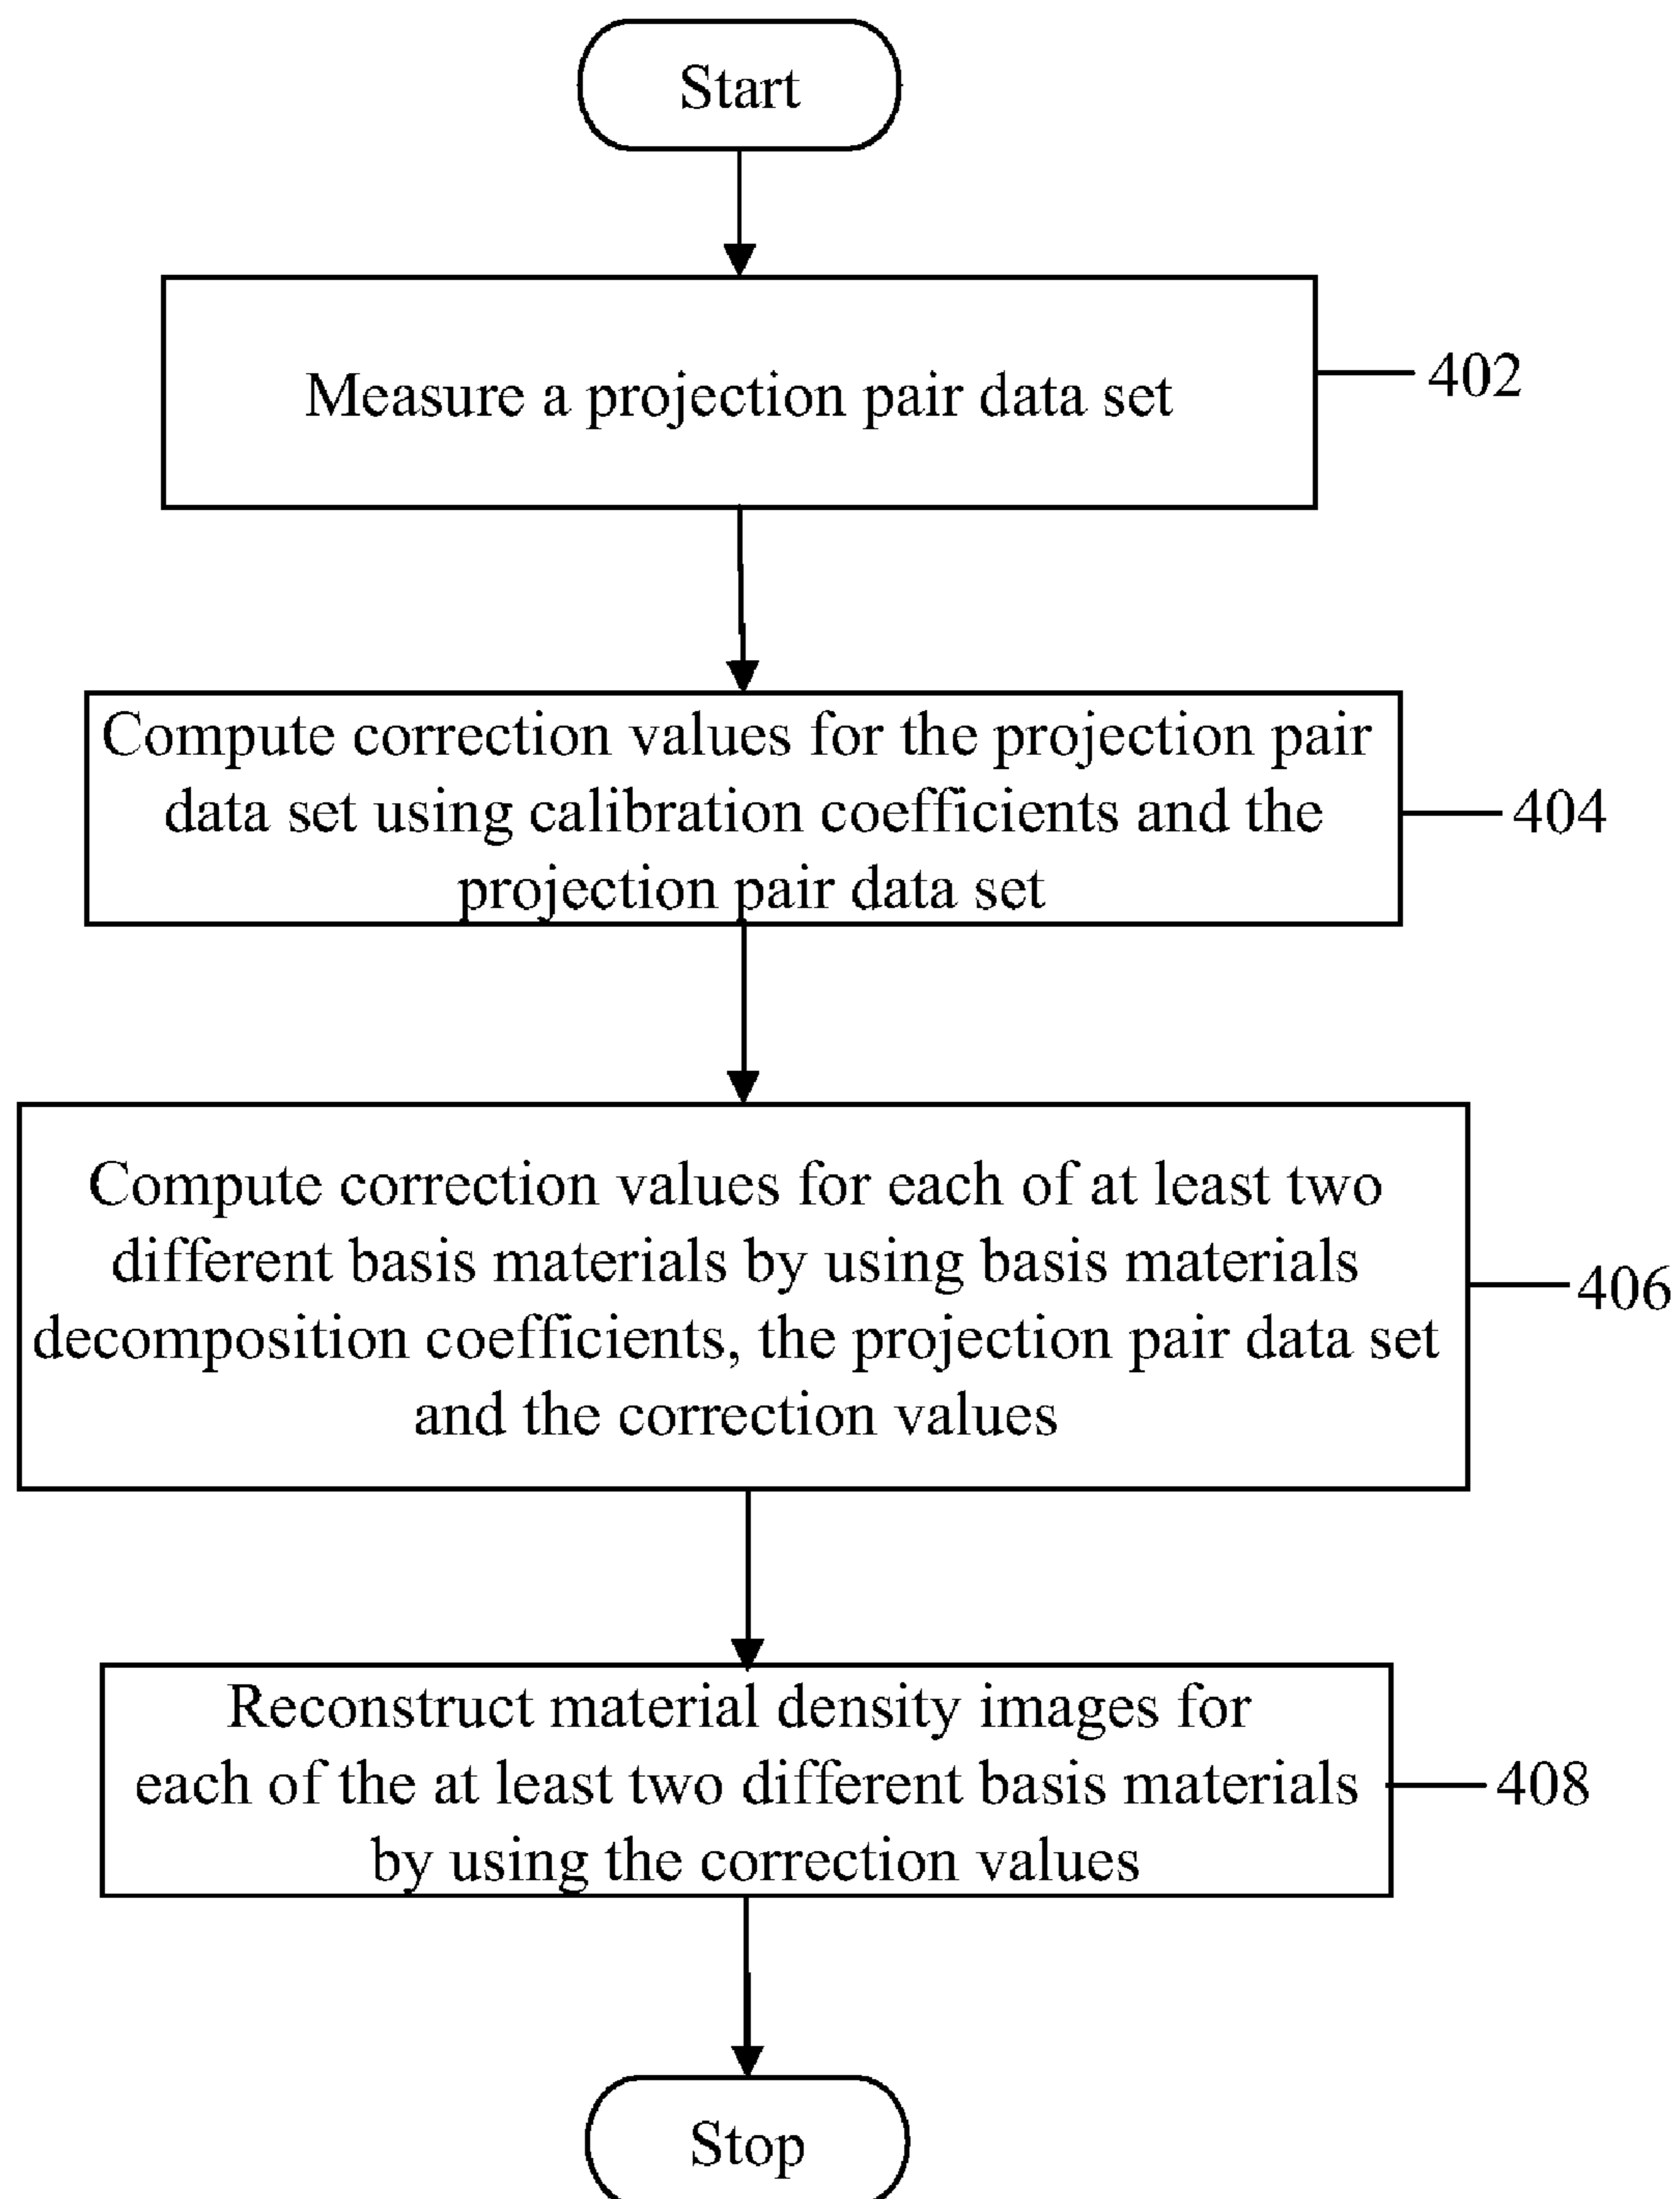 Start
Measure a projection pair data set
402
Compute correction values for the projection pair
data set using calibration coefficients and the
projection pair data set
404
Compute correction values for each of at least two
different basis materials by using basis materials
decomposition coefficients, the projection pair data set
and the correction values
406
Reconstruct material density images for
each of the at least two different basis materials
by using the correction values
408
Stop